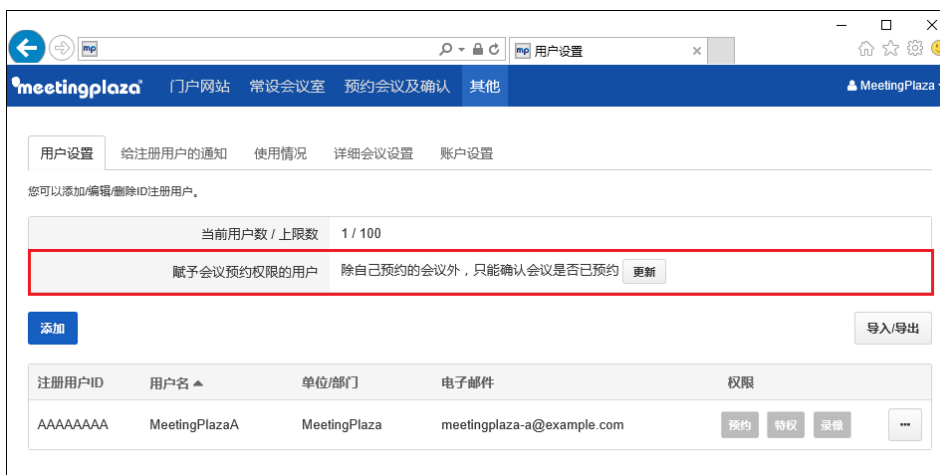 mp 用户设置
meetingplaza 门户网站 常设会议室 预约会议及确认 其他 MeetingPlaza
用户设置 给注册用户的通知 使用情况 详细会议设置 账户设置
您可以添加/编辑/删除ID注册用户。
当前用户数 / 上限数 1 / 100
赋予会议预约权限的用户 除自己预约的会议外，只能确认会议是否已预约 更新
添加 导入/导出
注册用户ID 用户名 ▲ 单位/部门 电子邮件 权限
AAAAAAAA MeetingPlazaA MeetingPlaza meetingplaza-a@example.com 预约 特权 录像 ...